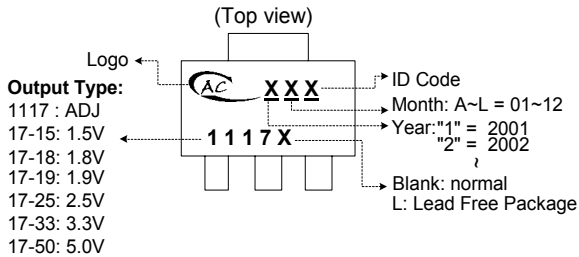 (Top view)
Logo
AC
X X X
ID Code
Month: A~L = 01~12
Year:"1" = 2001
"2" = 2002
~
Output Type:
1117 : ADJ
17-15: 1.5V
17-18: 1.8V
17-19: 1.9V
17-25: 2.5V
17-33: 3.3V
17-50: 5.0V
1 1 1 7 X
Blank: normal
L: Lead Free Package